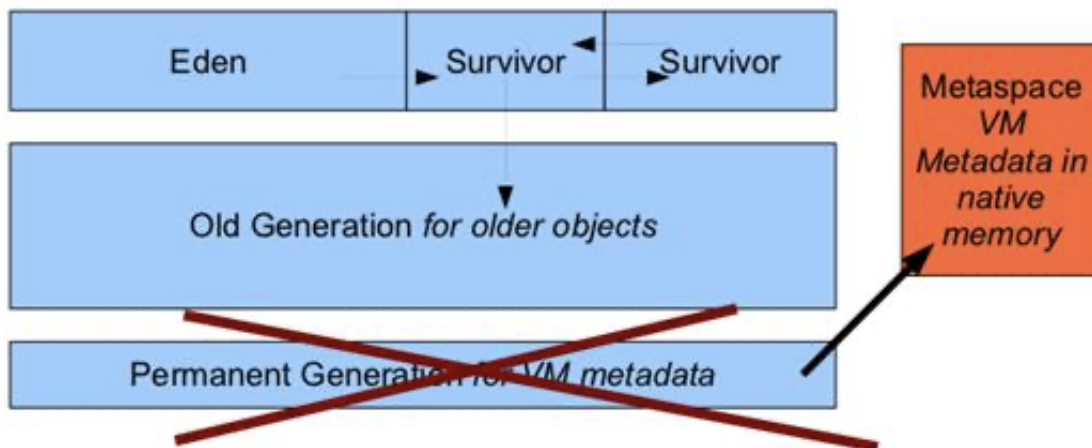 Eden
Survivor
Survivor
Old Generation for older objects
Permanent Generation for VM metadata
Metaspace
VM
Metadata in
native
memory